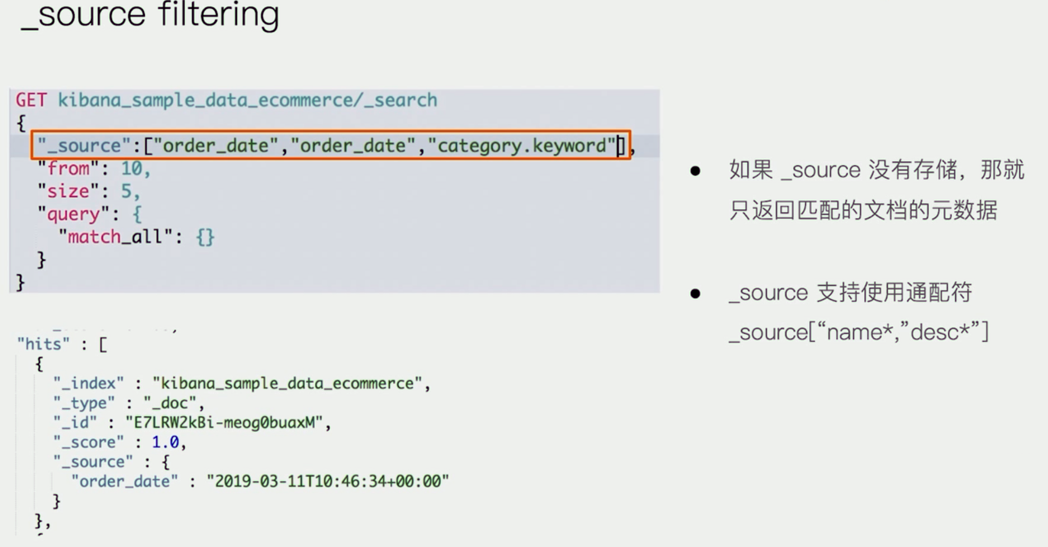 _source filtering
GET kibana_sample_data_ecommerce/_search
{
"_source":["order_date","order_date","category.keyword"],
"from": 10,
"size": 5,
"query": {
"match_all": {}
}
}
"hits" : [
{
"_index" : "kibana_sample_data_ecommerce",
"_type" : "_doc",
"_id" : "E7LRW2kBi-meog0buaxM",
"_score" : 1.0,
"_source" : {
"order_date" : "2019-03-11T10:46:34+00:00"
}
},
• 如果 _source 没有存储，那就
只返回匹配的文档的元数据
• _source 支持使用通配符
_source[“name*,”desc*”]